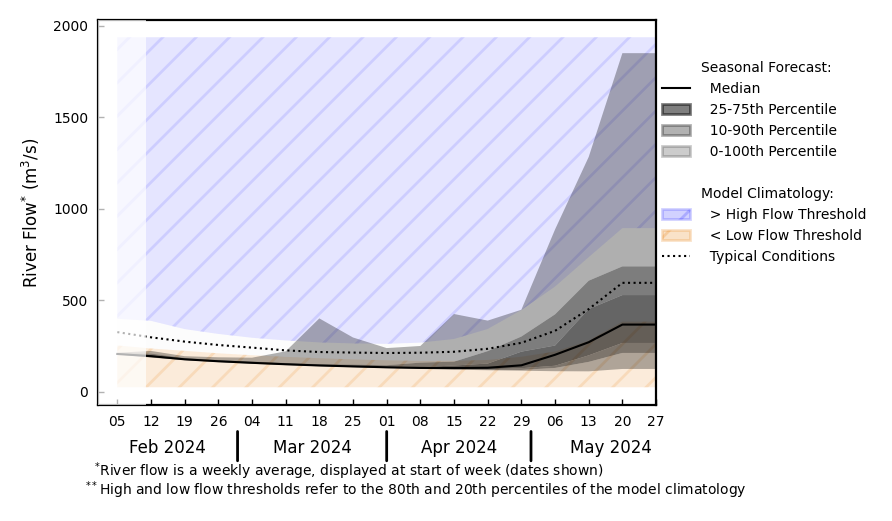 2000
1500
1000
500
0
River Flow* (m³/s)
05 12 19 26 04 11 18 25 01 08 15 22 29 06 13 20 27
Feb 2024 Mar 2024 Apr 2024 May 2024
*River flow is a weekly average, displayed at start of week (dates shown)
**High and low flow thresholds refer to the 80th and 20th percentiles of the model climatology
Seasonal Forecast:
Median
25-75th Percentile
10-90th Percentile
0-100th Percentile
Model Climatology:
> High Flow Threshold
< Low Flow Threshold
Typical Conditions